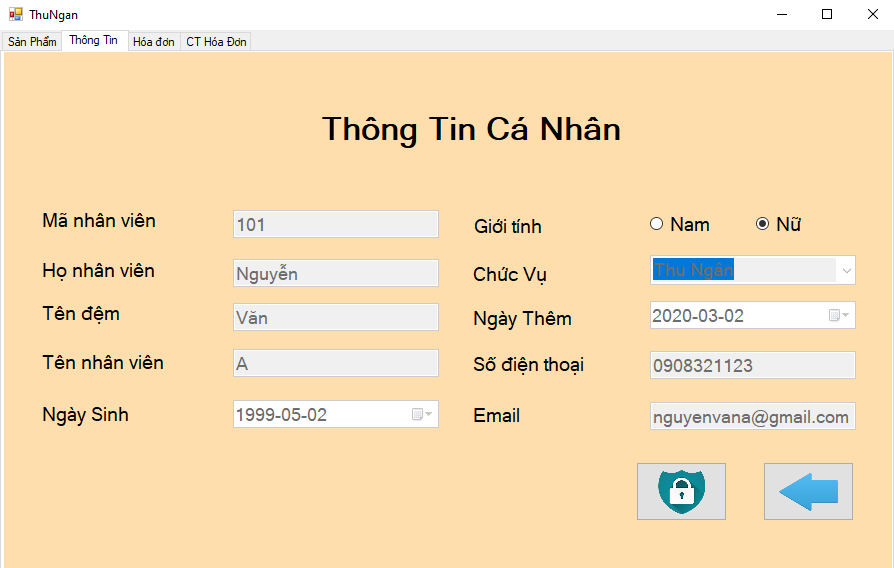 ThuNgan
Sản Phẩm Thông Tin Hóa đơn CT Hóa Đơn
Thông Tin Cá Nhân
Mã nhân viên 101
Họ nhân viên Nguyễn
Tên đệm Văn
Tên nhân viên A
Ngày Sinh 1999-05-02
Giới tính Nam Nữ
Chức Vụ Thu Ngân
Ngày Thêm 2020-03-02
Số điện thoại 0908321123
Email nguyenvana@gmail.com